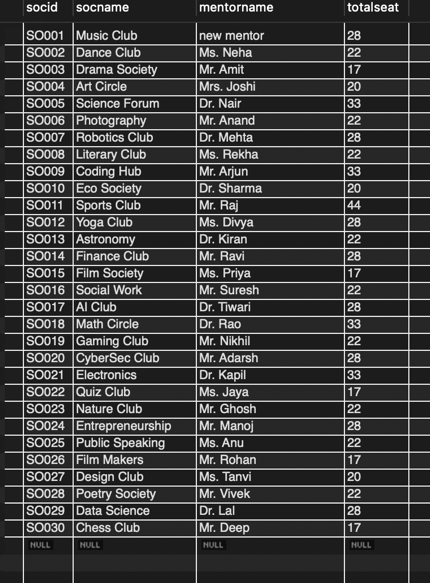 socid socname mentorname totalseat
SO001 Music Club new mentor 28
SO002 Dance Club Ms. Neha 22
SO003 Drama Society Mr. Amit 17
SO004 Art Circle Mrs. Joshi 20
SO005 Science Forum Dr. Nair 33
SO006 Photography Mr. Anand 22
SO007 Robotics Club Dr. Mehta 28
SO008 Literary Club Ms. Rekha 22
SO009 Coding Hub Mr. Arjun 33
SO010 Eco Society Dr. Sharma 20
SO011 Sports Club Mr. Raj 44
SO012 Yoga Club Ms. Divya 28
SO013 Astronomy Dr. Kiran 22
SO014 Finance Club Mr. Ravi 28
SO015 Film Society Ms. Priya 17
SO016 Social Work Mr. Suresh 22
SO017 AI Club Dr. Tiwari 28
SO018 Math Circle Dr. Rao 33
SO019 Gaming Club Mr. Nikhil 22
SO020 CyberSec Club Mr. Adarsh 28
SO021 Electronics Dr. Kapil 33
SO022 Quiz Club Ms. Jaya 17
SO023 Nature Club Mr. Ghosh 22
SO024 Entrepreneurship Mr. Manoj 28
SO025 Public Speaking Ms. Anu 22
SO026 Film Makers Mr. Rohan 17
SO027 Design Club Ms. Tanvi 20
SO028 Poetry Society Mr. Vivek 22
SO029 Data Science Dr. Lal 28
SO030 Chess Club Mr. Deep 17
NULL NULL NULL NULL